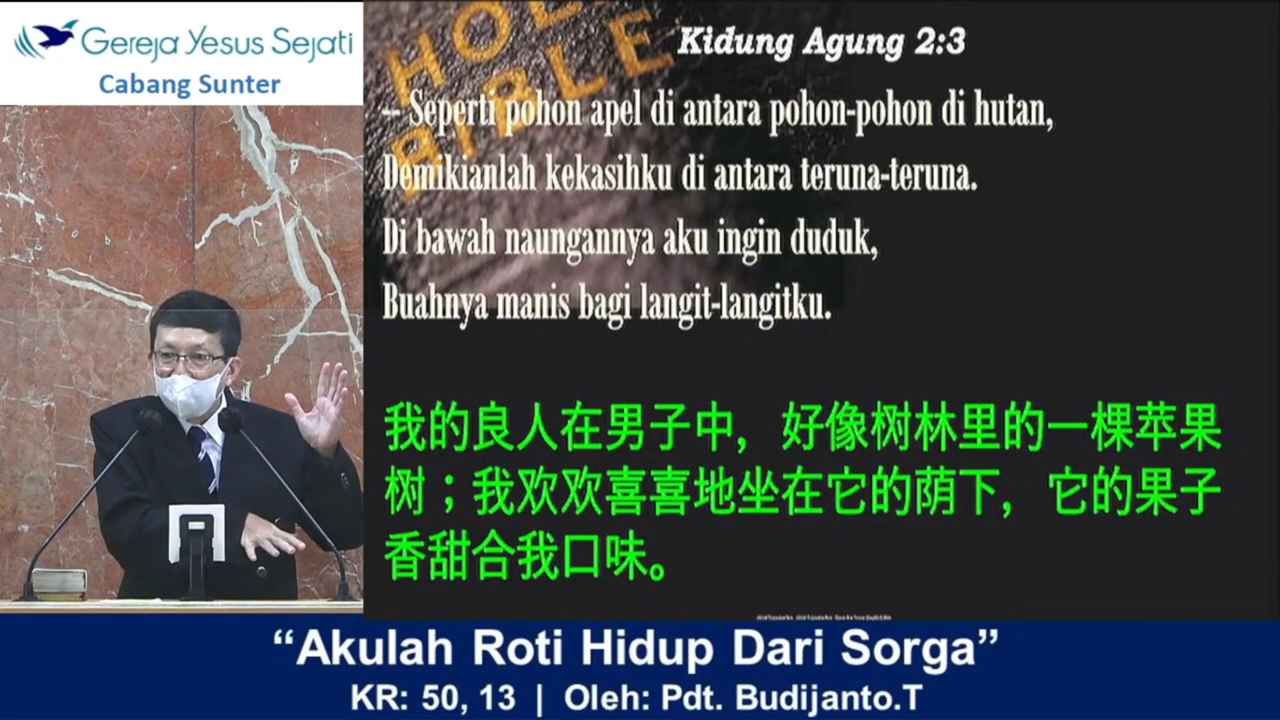 Gereja Yesus Sejati
Cabang Sunter
HOLY
BIBLE
Kidung Agung 2:3
-- Seperti pohon apel di antara pohon-pohon di hutan,
Demikianlah kekasihku di antara teruna-teruna.
Di bawah naungannya aku ingin duduk,
Buahnya manis bagi langit-langitku.
我的良人在男子中，好像树林里的一棵苹果
树；我欢欢喜喜地坐在它的荫下，它的果子
香甜合我口味。
“Akulah Roti Hidup Dari Sorga”
KR: 50, 13 | Oleh: Pdt. Budijanto.T